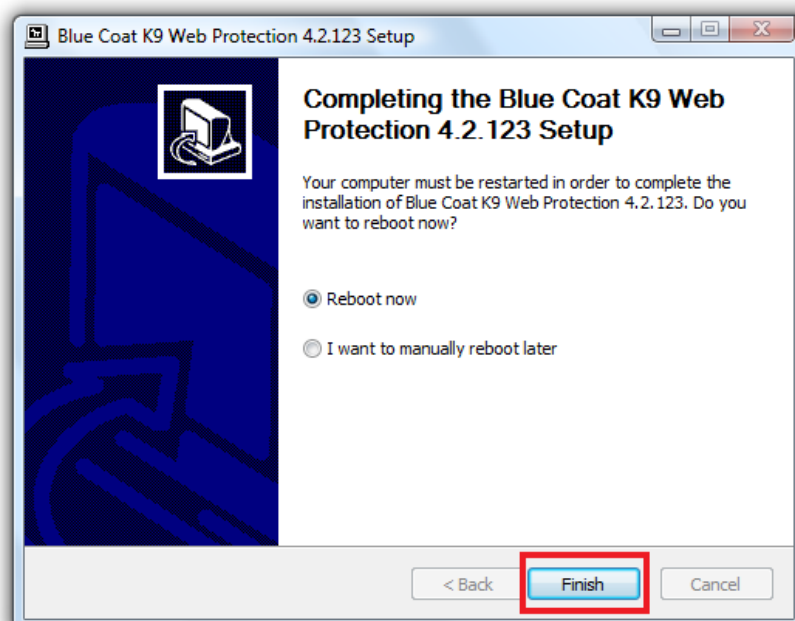 Blue Coat K9 Web Protection 4.2.123 Setup
Completing the Blue Coat K9 Web
Protection 4.2.123 Setup
Your computer must be restarted in order to complete the
installation of Blue Coat K9 Web Protection 4.2.123. Do you
want to reboot now?
Reboot now
I want to manually reboot later
< Back Finish Cancel